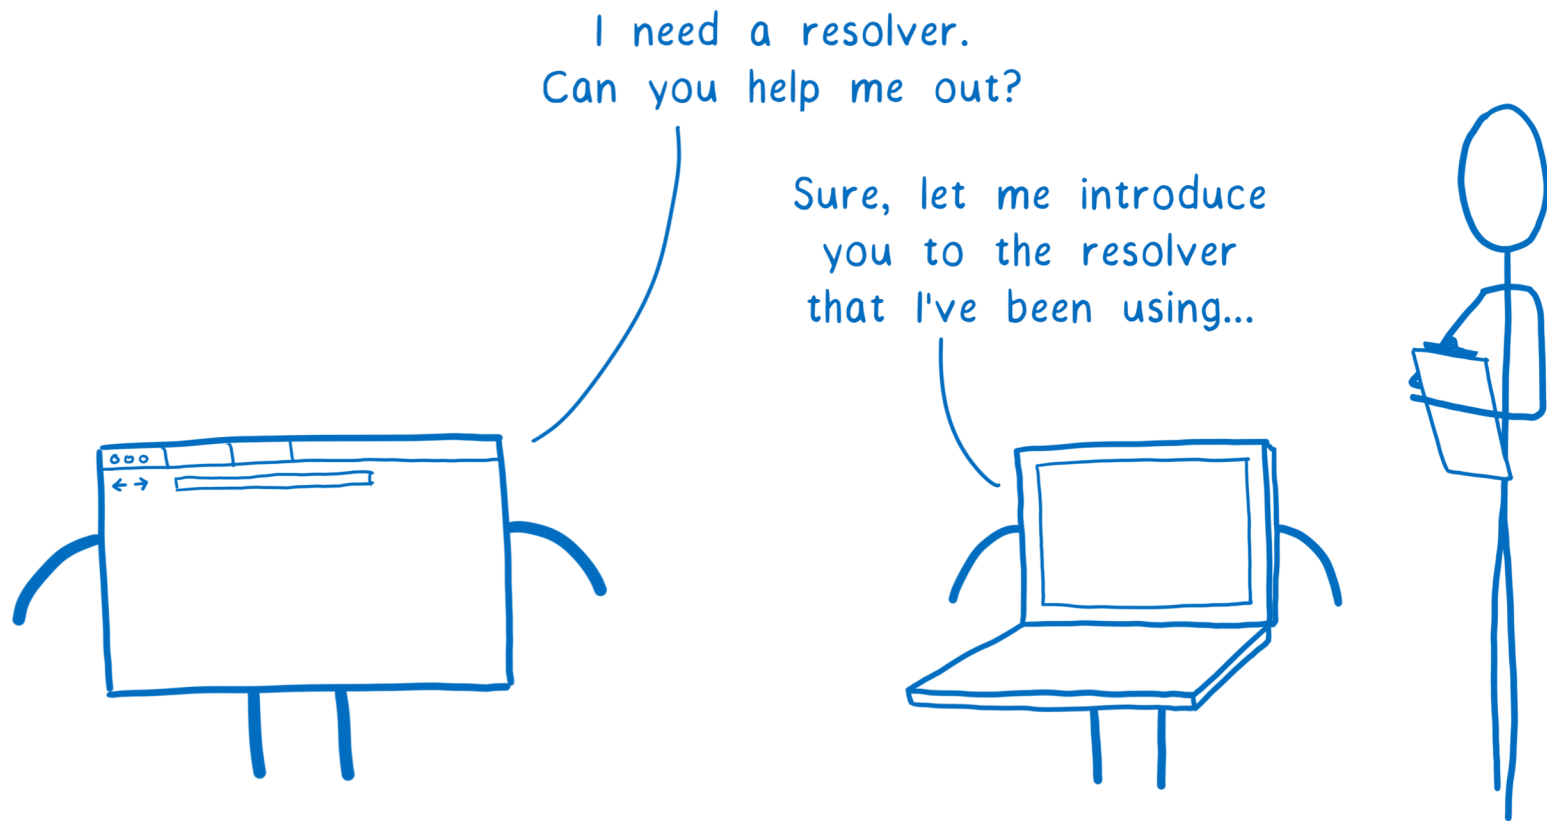 I need a resolver.
Can you help me out?
Sure, let me introduce
you to the resolver
that I've been using...